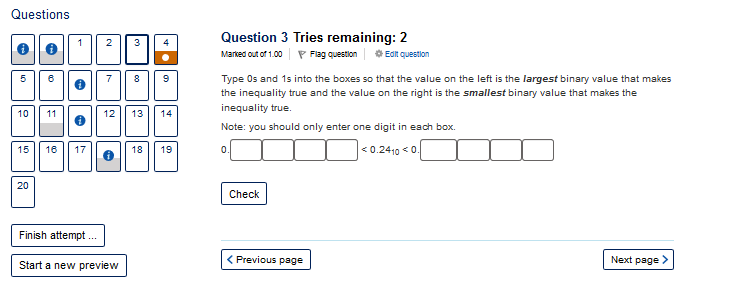 Questions
i i 1 2 3 4
5 6 i 7 8 9
10 11 i 12 13 14
15 16 17 i 18 19
20
Finish attempt ...
Start a new preview
Question 3 Tries remaining: 2
Marked out of 1.00 Flag question Edit question
Type 0s and 1s into the boxes so that the value on the left is the largest binary value that makes
the inequality true and the value on the right is the smallest binary value that makes the
inequality true.
Note: you should only enter one digit in each box.
0. < 0.24₁₀ < 0.
Check
Previous page Next page